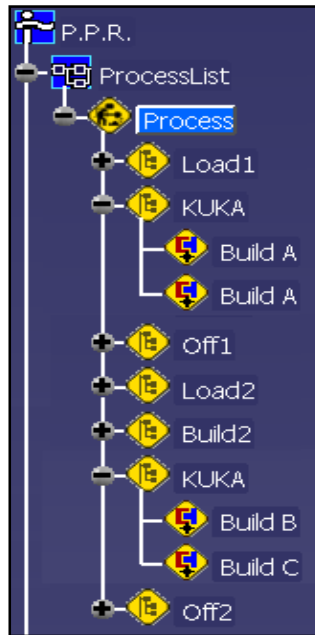 P.P.R.
ProcessList
Process
Load1
KUKA
Build A
Build A
Off1
Load2
Build2
KUKA
Build B
Build C
Off2